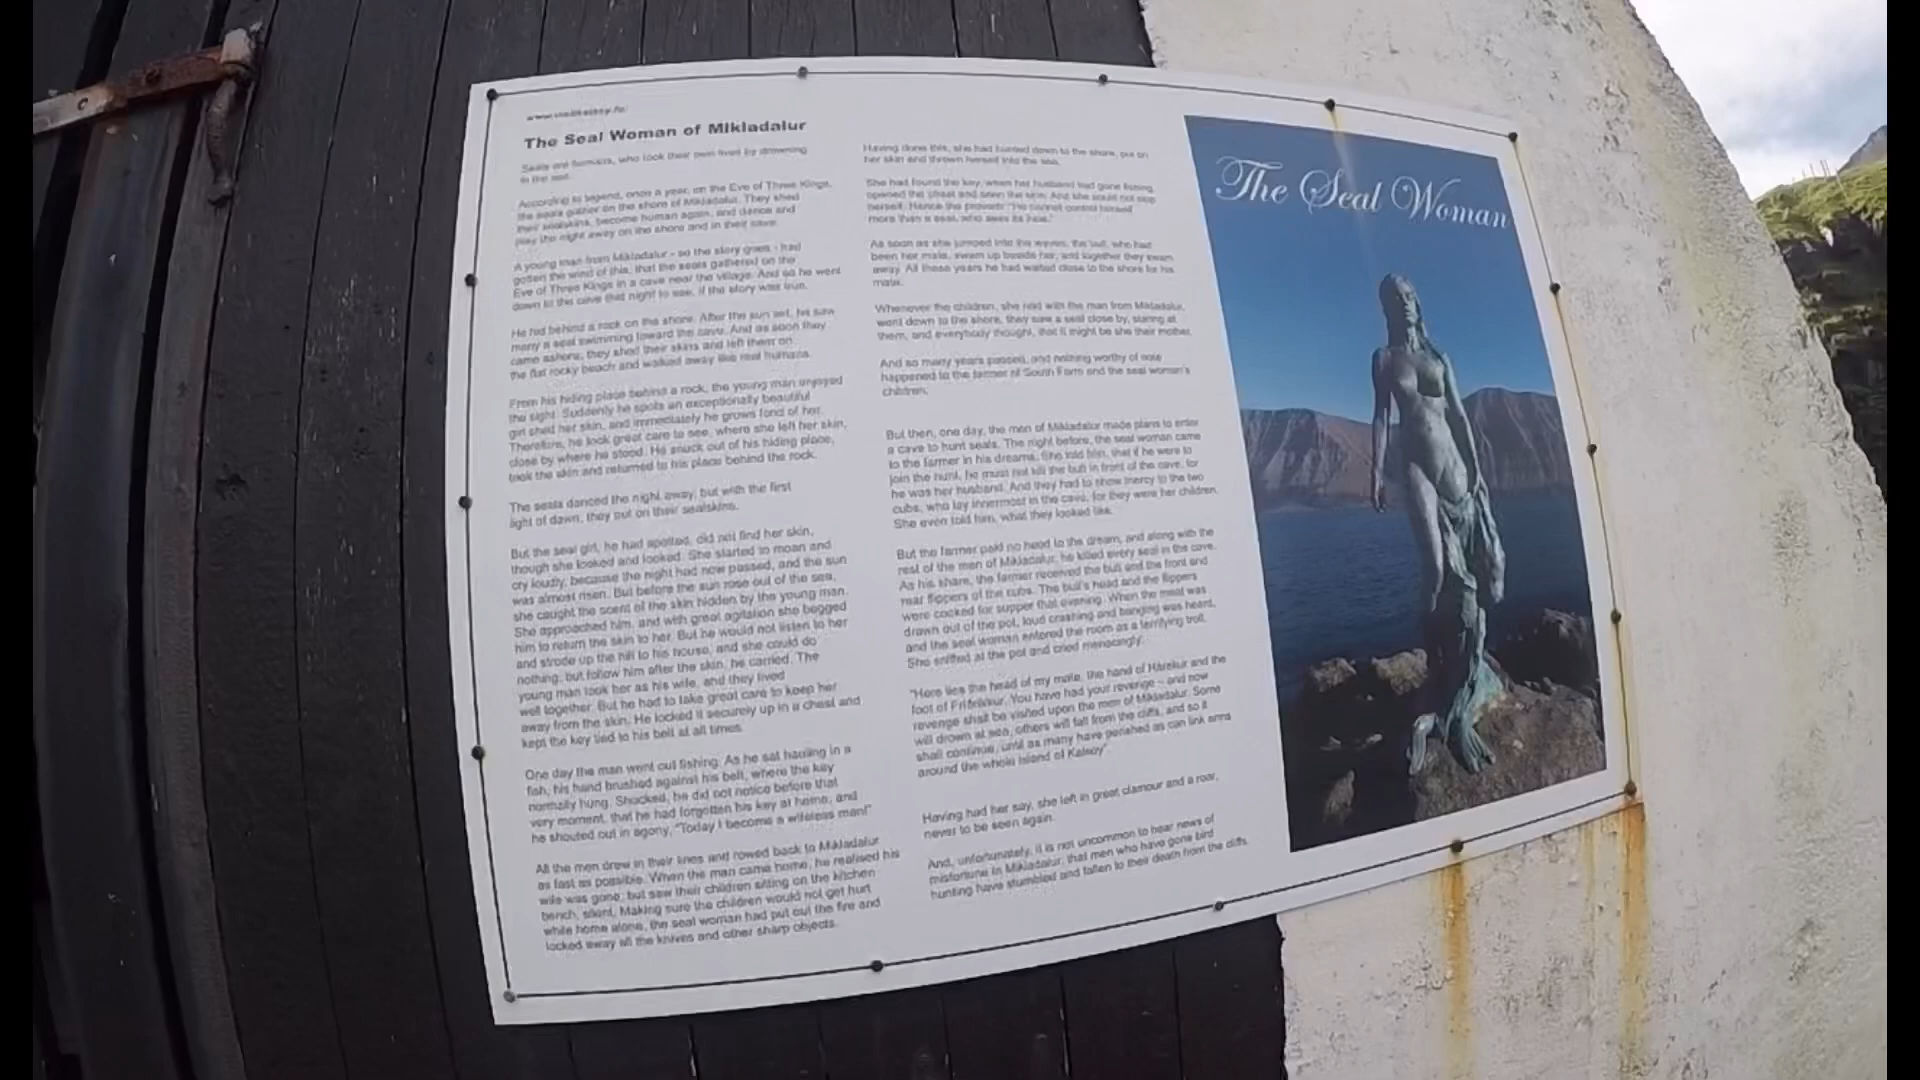 The Seal Woman of Mikladalur
Seals are humans, who took their own lives by drowning
in the sea.
According to legend, once a year, on the Eve of Three Kings,
the seals gather on the shore of Mikladalur. They shed
their sealskins, become human again, and dance and
play the night away on the shore and in their cave.
A young man from Mikladalur - so the story goes - had
gotten the wind of this, that the seals gathered on the
Eve of Three Kings in a cave near the village. And so he went
down to the cave that night to see, if the story was true.
He hid behind a rock on the shore. After the sun set, he saw
many a seal swimming toward the cave. And as soon they
came ashore, they shed their skins and left them on
the flat rocky beach and walked away like real humans.
From his hiding place behind a rock, the young man enjoyed
the sight. Suddenly he spots an exceptionally beautiful
girl shed her skin, and immediately he grows fond of her.
Therefore, he took great care to see, where she left her skin,
close by where he stood. He snuck out of his hiding place,
took the skin and returned to his place behind the rock.
The seals danced the night away, but with the first
light of dawn, they put on their sealskins.
But the seal girl, he had spotted, did not find her skin,
though she looked and looked. She started to moan and
cry loudly, because the night had now passed, and the sun
was almost risen. But before the sun rose out of the sea,
she caught the scent of the skin hidden by the young man.
She approached him, and with great agitation she begged
him to return the skin to her. But he would not listen to her
and strode up the hill to his house, and she could do
nothing, but follow him after the skin, he carried. The
young man took her as his wife, and they lived
well together. But he had to take great care to keep her
away from the skin. He locked it securely up in a chest and
kept the key tied to his belt at all times.
One day the man went out fishing. As he sat hauling in a
fish, his hand brushed against his belt, where the key
normally hung. Shocked, he did not notice before that
very moment, that he had forgotten his key at home, and
he shouted out in agony, "Today I become a wifeless man!"
All the men drew in their lines and rowed back to Mikladalur
as fast as possible. When the man came home, he realised his
wife was gone, but saw their children sitting on the kitchen
bench, silent. Making sure the children would not get hurt
while home alone, the seal woman had put out the fire and
locked away all the knives and other sharp objects.
Having done this, she had hurried down to the shore, put on
her skin and thrown herself into the sea.
She had found the key, when her husband had gone fishing,
opened the chest and seen the skin. And she could not stop
herself. Hence the proverb: "He cannot control himself
more than a seal, who sees its hide."
As soon as she jumped into the waves, the bull, who had
been her mate, swam up beside her, and together they swam
away. All these years he had waited close to the shore for his
mate.
Whenever the children, she had with the man from Mikladalur,
went down to the shore, they saw a seal close by, staring at
them, and everybody thought, that it might be she their mother.
And so many years passed, and nothing worthy of note
happened to the farmer of South Farm and the seal woman's
children.
But then, one day, the men of Mikladalur made plans to enter
a cave to hunt seals. The night before, the seal woman came
to the farmer in his dreams. She told him, that if he were to
join the hunt, he must not kill the bull in front of the cave, for
he was her husband. And they had to show mercy to the two
cubs, who lay innermost in the cave, for they were her children.
She even told him, what they looked like.
But the farmer paid no heed to the dream, and along with the
rest of the men of Mikladalur, he killed every seal in the cave.
As his share, the farmer received the bull and the front and
rear flippers of the cubs. The bull's head and the flippers
were cooked for supper that evening. When the meat was
drawn out of the pot, loud crashing and banging was heard,
and the seal woman entered the room as a terrifying troll.
She sniffed at the pot and cried menacingly:
"Here lies the head of my mate, the hand of Hárekur and the
foot of Friðrikkur. You have had your revenge – and now
revenge shall be visited upon the men of Mikladalur. Some
will drown at sea, others will fall from the cliffs, and so it
shall continue, until as many have perished as can link arms
around the whole island of Kalsoy"
Having had her say, she left in great clamour and a roar,
never to be seen again.
And, unfortunately, it is not uncommon to hear news of
misfortune in Mikladalur, that men who have gone bird
hunting have stumbled and fallen to their death from the cliffs.
The Seal Woman